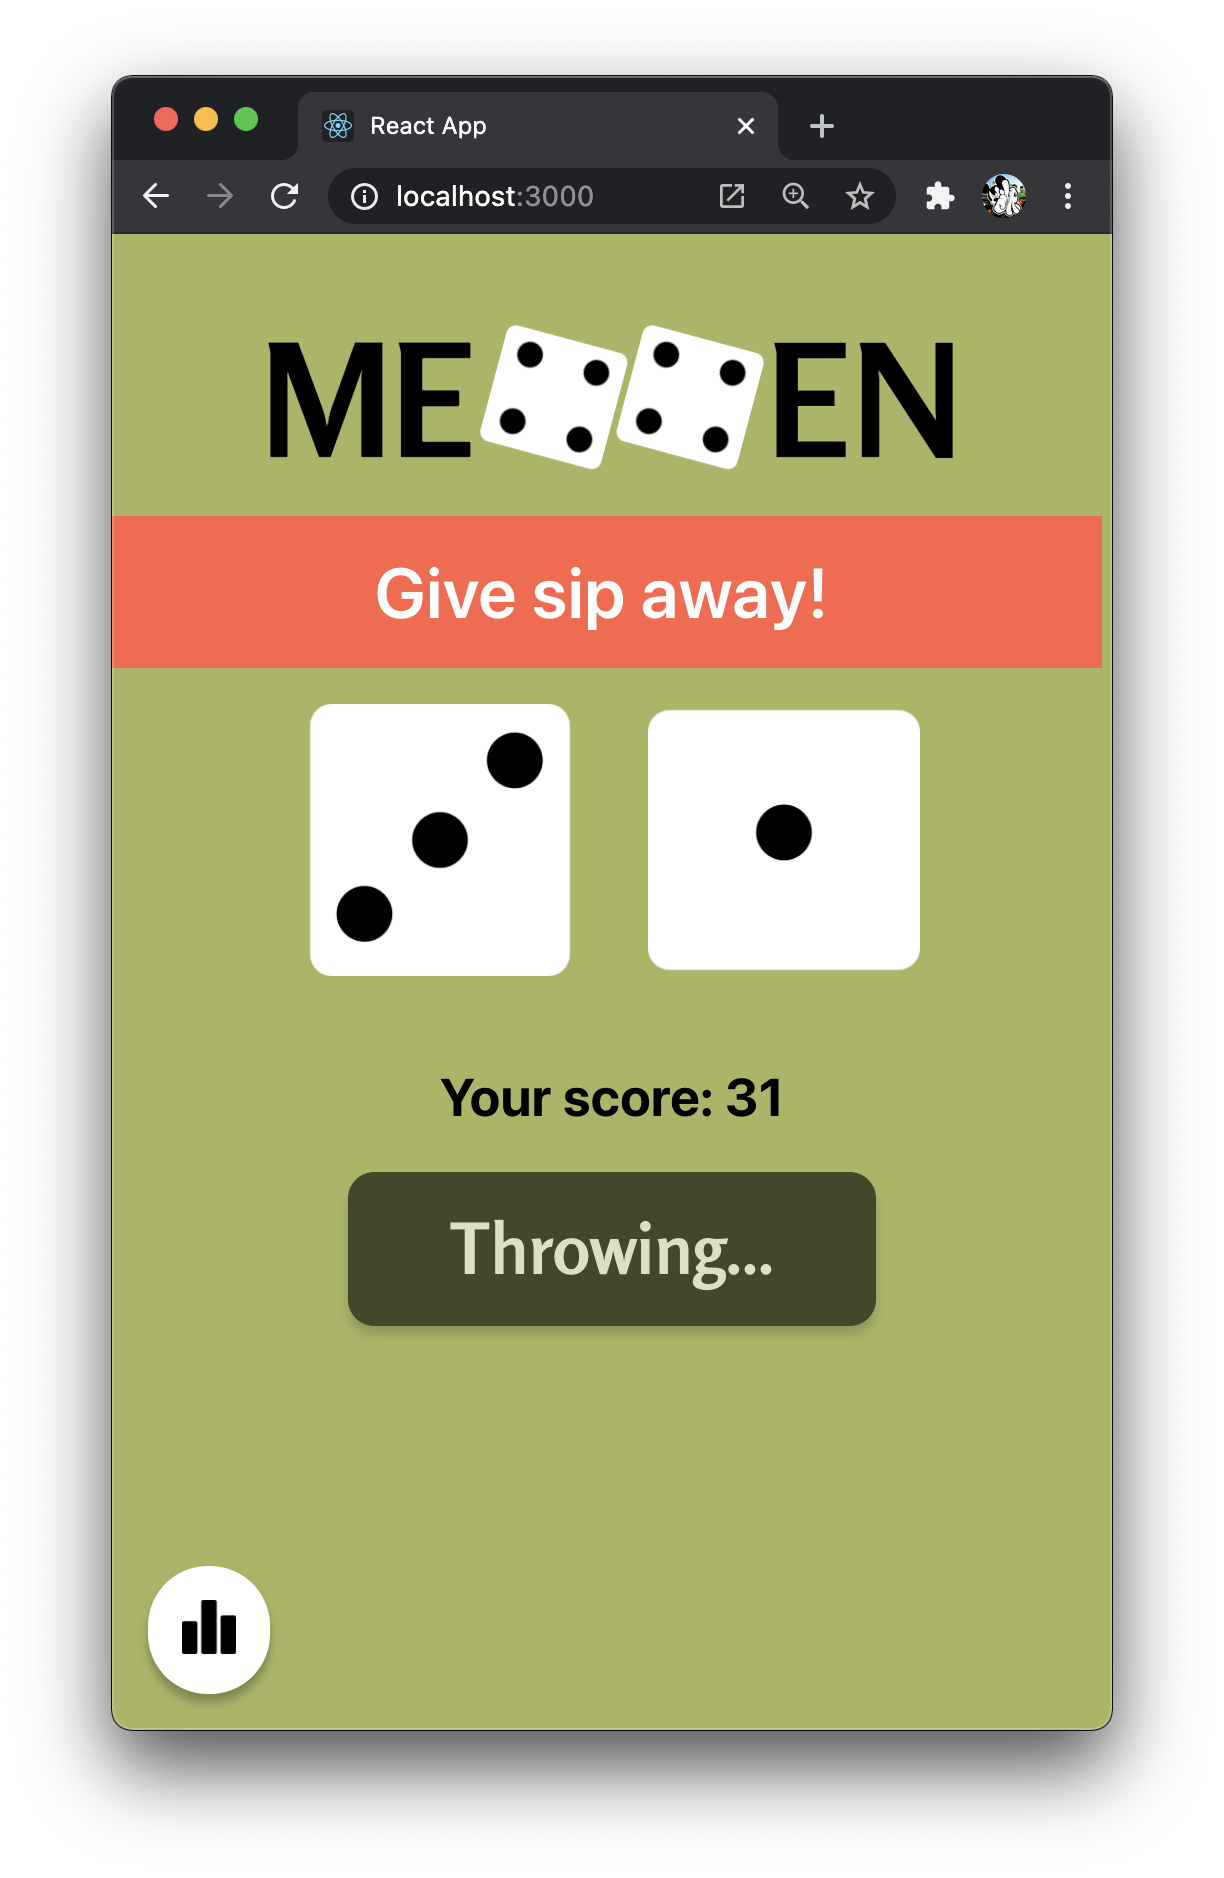 React App
localhost:3000
ME EN
Give sip away!
Your score: 31
Throwing...